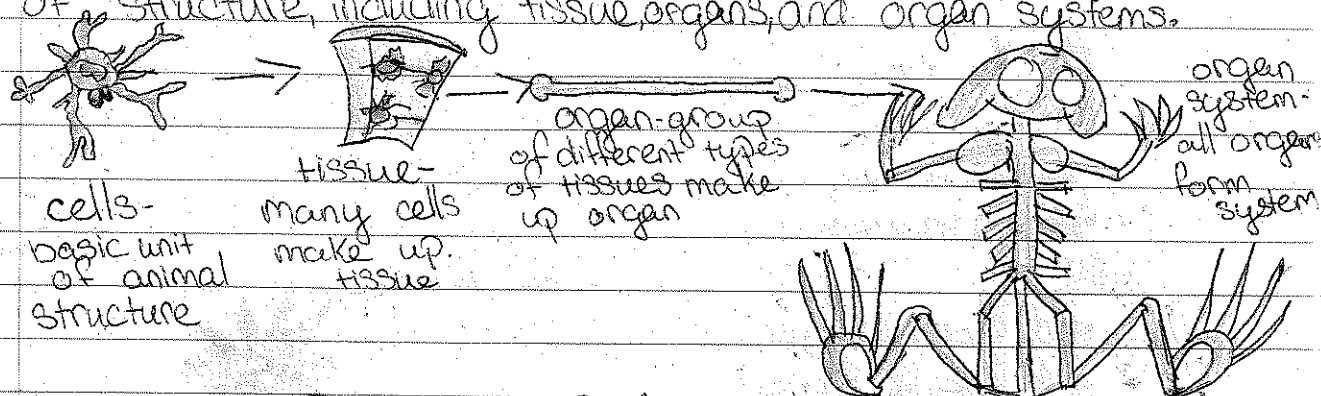 of structure, including tissue, organs, and organ systems.
cells-
basic unit
of animal
structure
tissue-
many cells
make up.
tissue
organ-group
of different types
of tissues make
up organ
organ
system-
all organs
form
system